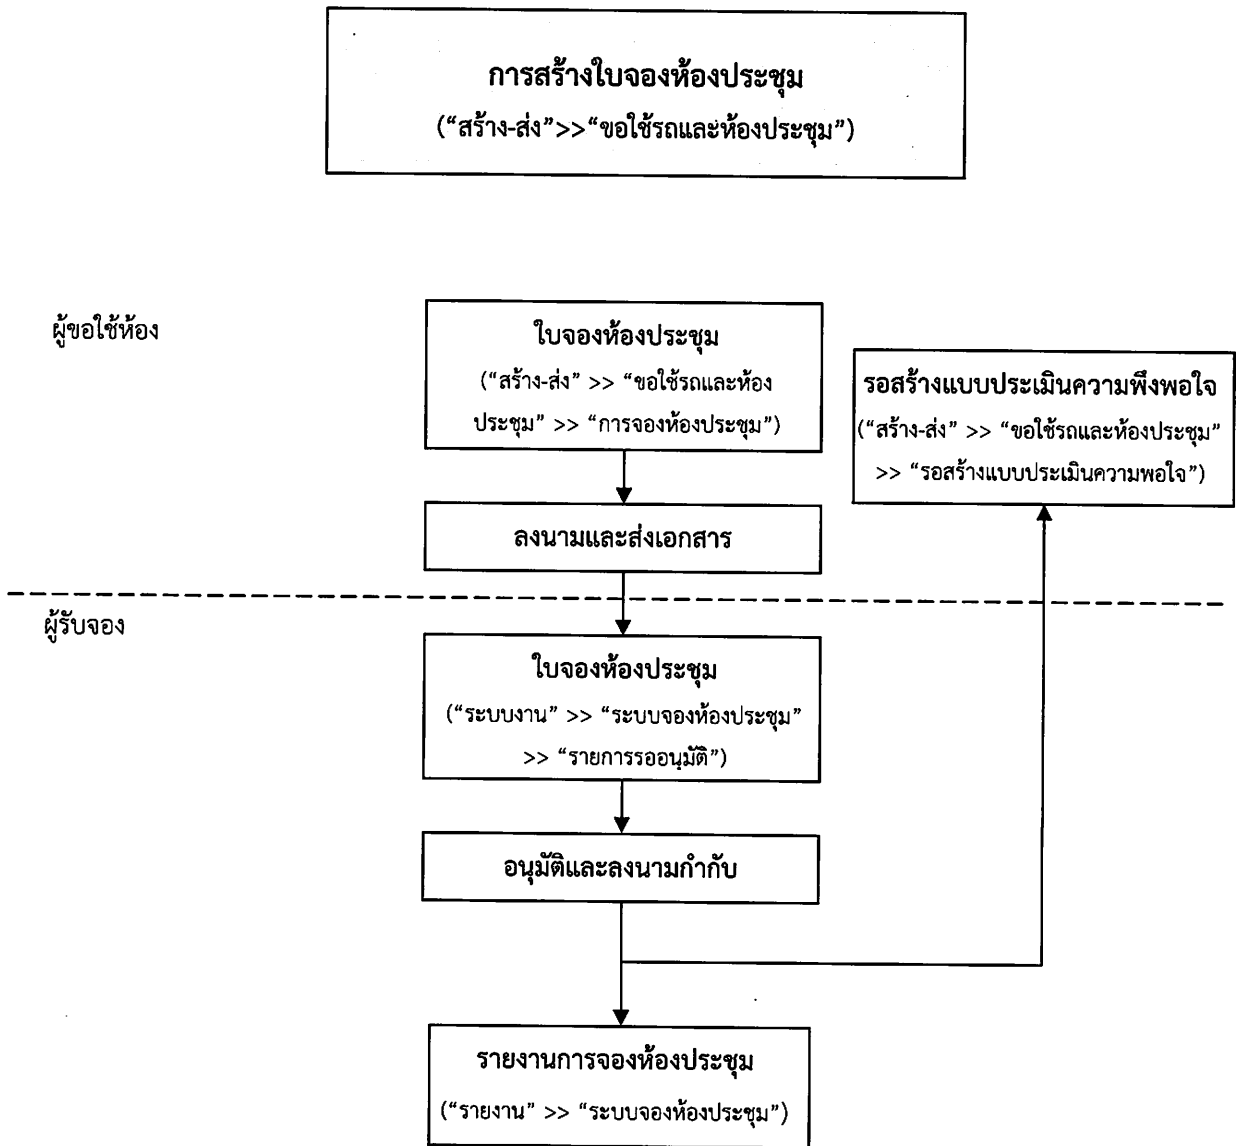 การสร้างใบจองห้องประชุม
(“สร้าง-ส่ง”>>“ขอใช้รถและห้องประชุม”)
ผู้ขอใช้ห้อง
ใบจองห้องประชุม
(“สร้าง-ส่ง” >> “ขอใช้รถและห้อง
ประชุม” >> “การจองห้องประชุม”)
รอสร้างแบบประเมินความพึงพอใจ
(“สร้าง-ส่ง” >> “ขอใช้รถและห้องประชุม”
>> “รอสร้างแบบประเมินความพอใจ”)
ลงนามและส่งเอกสาร
ผู้รับจอง
ใบจองห้องประชุม
(“ระบบงาน” >> “ระบบจองห้องประชุม”
>> “รายการรออนุมัติ”)
อนุมัติและลงนามกำกับ
รายงานการจองห้องประชุม
(“รายงาน” >> “ระบบจองห้องประชุม”)